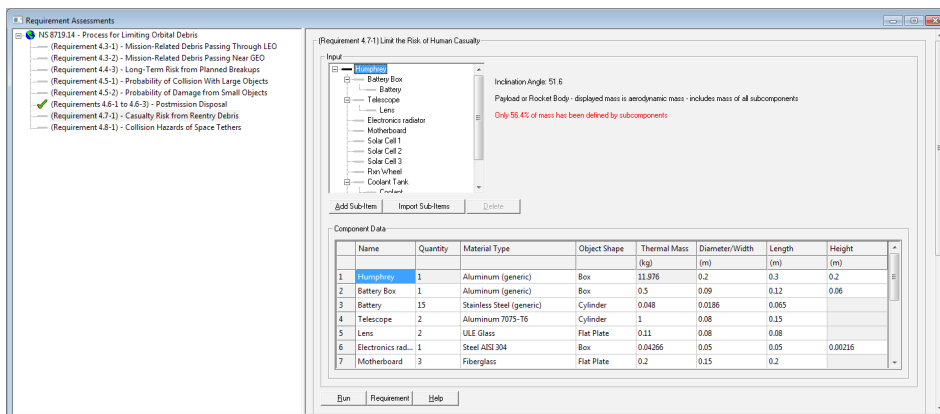 Requirement Assessments
NS 8719.14 - Process for Limiting Orbital Debris
(Requirement 4.3-1) - Mission-Related Debris Passing Through LEO
(Requirement 4.3-2) - Mission-Related Debris Passing Near GEO
(Requirement 4.4-3) - Long-Term Risk from Planned Breakups
(Requirement 4.5-1) - Probability of Collision With Large Objects
(Requirement 4.5-2) - Probability of Damage from Small Objects
(Requirements 4.6-1 to 4.6-3) - Postmission Disposal
(Requirement 4.7-1) - Casualty Risk from Reentry Debris
(Requirement 4.8-1) - Collision Hazards of Space Tethers
(Requirement 4.7-1) Limit the Risk of Human Casualty
Input
Humphrey
Battery Box
Battery
Telescope
Lens
Electronics radiator
Motherboard
Solar Cell 1
Solar Cell 2
Solar Cell 3
Rxn Wheel
Coolant Tank
Coolant
Inclination Angle: 51.6
Payload or Rocket Body - displayed mass is aerodynamic mass - includes mass of all subcomponents
Only 56.4% of mass has been defined by subcomponents
Add Sub-Item Import Sub-Items Delete
Component Data
Name Quantity Material Type Object Shape Thermal Mass Diameter/Width Length Height
(kg) (m) (m) (m)
1 Humphrey 1 Aluminum (generic) Box 11.976 0.2 0.3 0.2
2 Battery Box 1 Aluminum (generic) Box 0.5 0.09 0.12 0.06
3 Battery 15 Stainless Steel (generic) Cylinder 0.048 0.0186 0.065
4 Telescope 2 Aluminum 7075-T6 Cylinder 1 0.08 0.15
5 Lens 2 ULE Glass Flat Plate 0.11 0.08 0.08
6 Electronics rad... 1 Steel AISI 304 Box 0.04266 0.05 0.05 0.00216
7 Motherboard 3 Fiberglass Flat Plate 0.2 0.15 0.2
Run Requirement Help